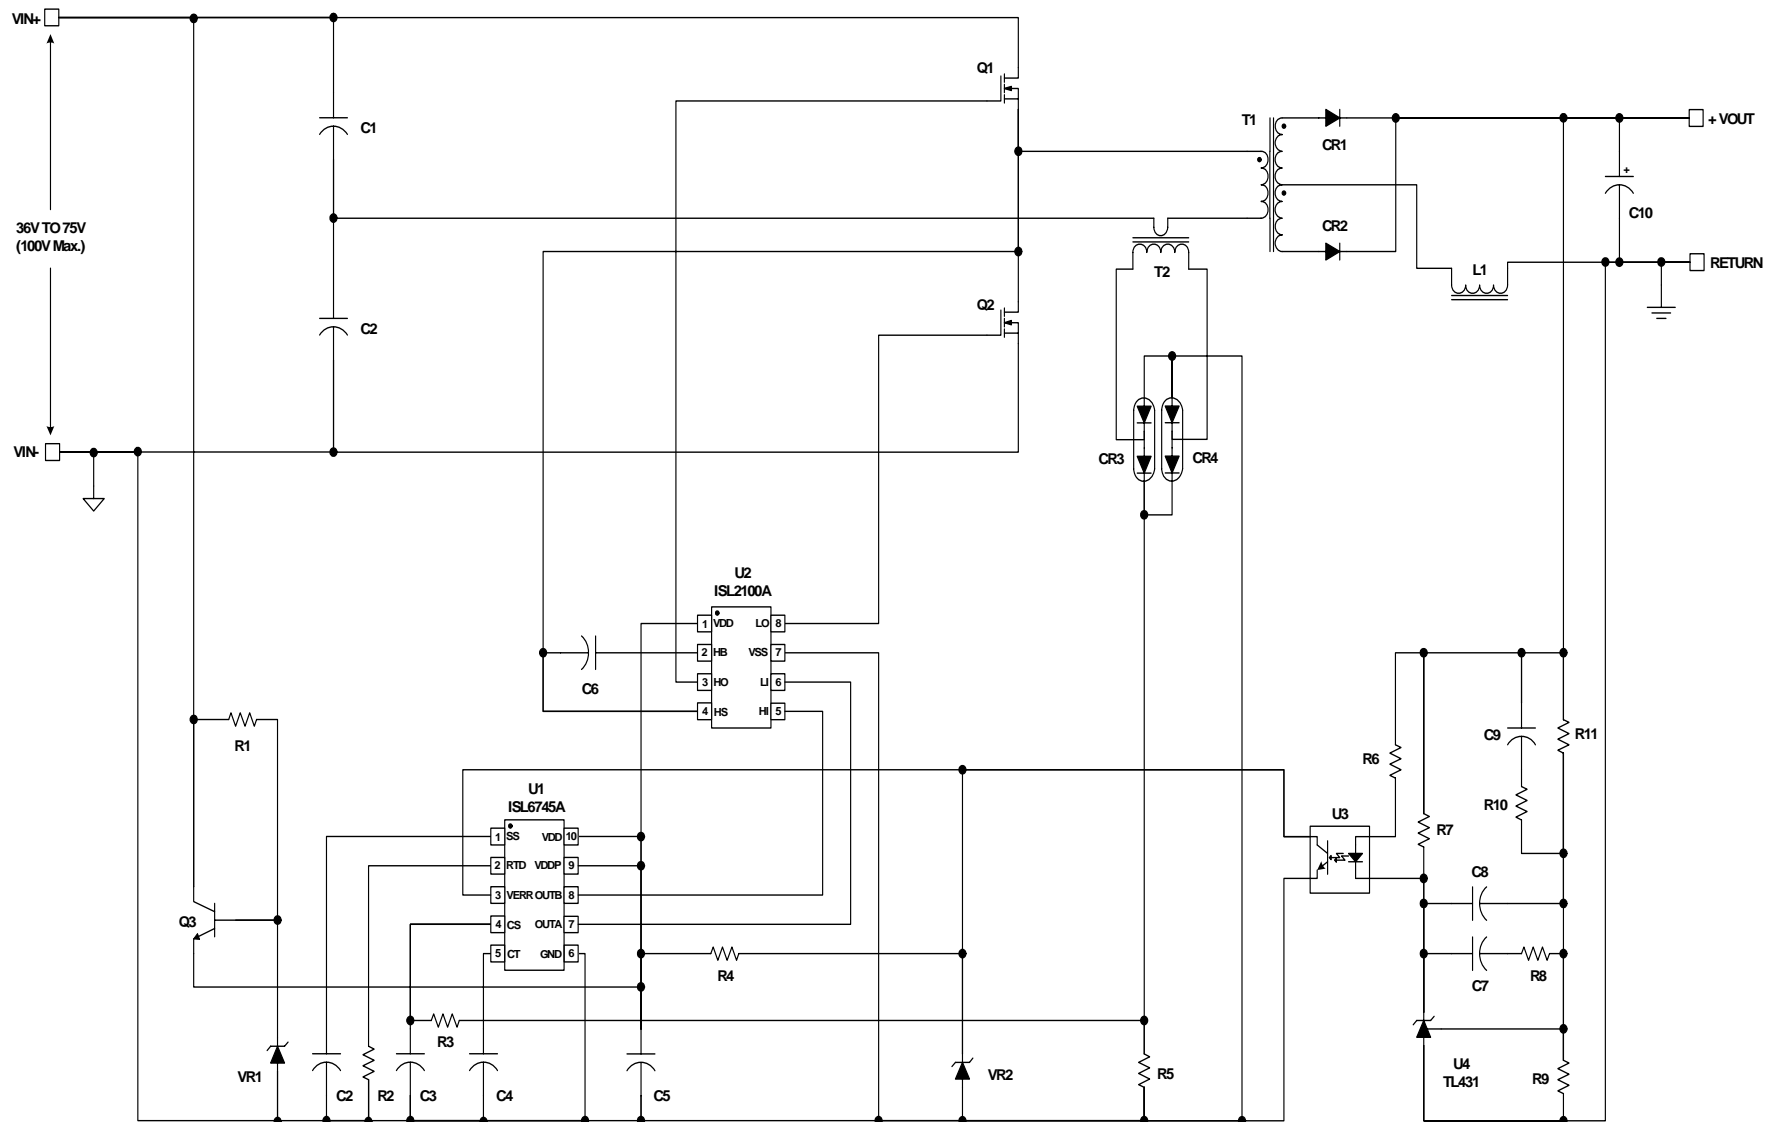 VIN+
Q1
C1
T1
CR1
+ VOUT
+
C10
36V TO 75V
(100V Max.)
CR2
T2
L1
RETURN
Q2
C2
VIN-
CR3
CR4
U2
ISL2100A
1 VDD LO 8
2 HB VSS 7
3 HO LI 6
4 HS HI 5
C6
R1
C9
R11
R6
R10
U1
ISL6745A
1 SS VDD 10
2 RTD VDDP 9
3 VERR OUTB 8
4 CS OUTA 7
5 CT GND 6
U3
R7
C8
Q3
R4
C7
R8
R3
VR1
C2
R2
C3
C4
C5
VR2
R5
U4
TL431
R9